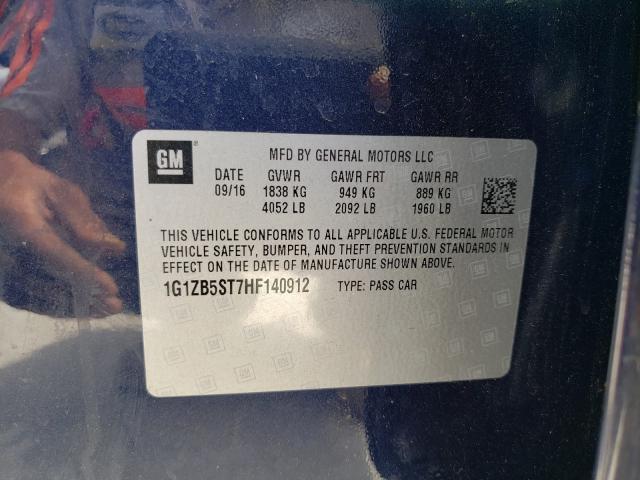 GM
MFD BY GENERAL MOTORS LLC
DATE GVWR GAWR FRT GAWR RR
09/16 1838 KG 949 KG 889 KG
4052 LB 2092 LB 1960 LB
THIS VEHICLE CONFORMS TO ALL APPLICABLE U.S. FEDERAL MOTOR
VEHICLE SAFETY, BUMPER, AND THEFT PREVENTION STANDARDS IN
EFFECT ON THE DATE OF MANUFACTURE SHOWN ABOVE.
1G1ZB5ST7HF140912 TYPE: PASS CAR